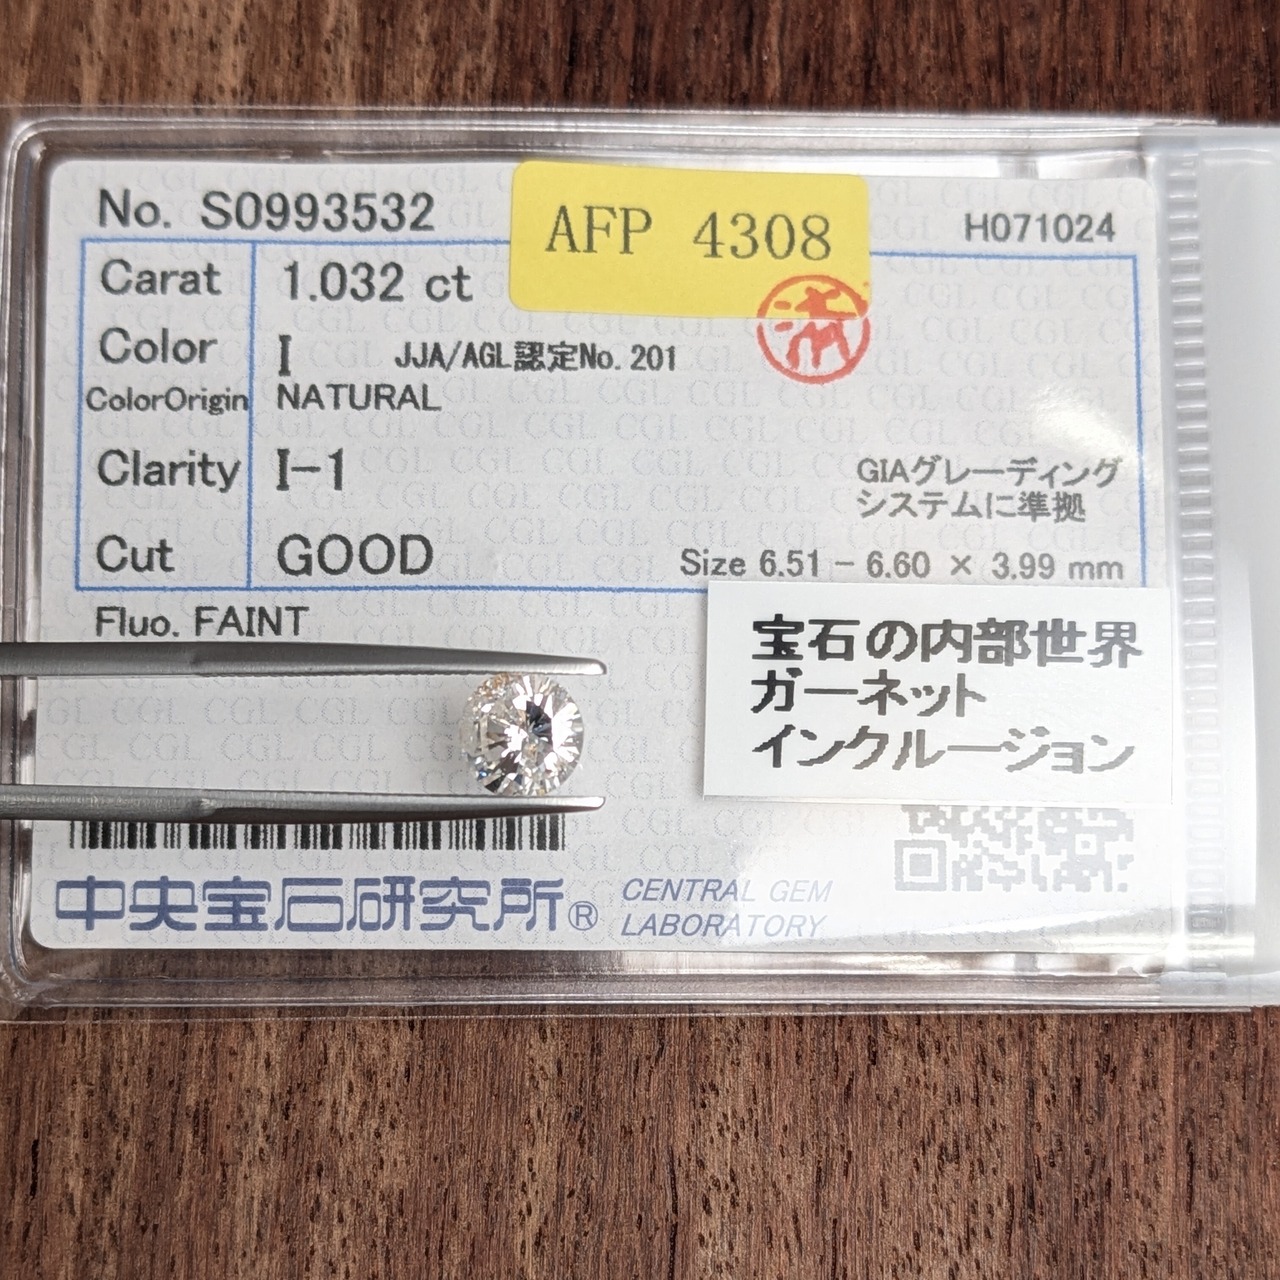 No. S0993532
AFP 4308
H071024
Carat 1.032 ct
Color I JJA/AGL認定No. 201
ColorOrigin NATURAL
Clarity I-1
GIAグレーディング
システムに準拠
Cut GOOD
Size 6.51 - 6.60 × 3.99 mm
Fluo. FAINT
宝石の内部世界
ガーネット
インクルージョン
中央宝石研究所®
CENTRAL GEM
LABORATORY